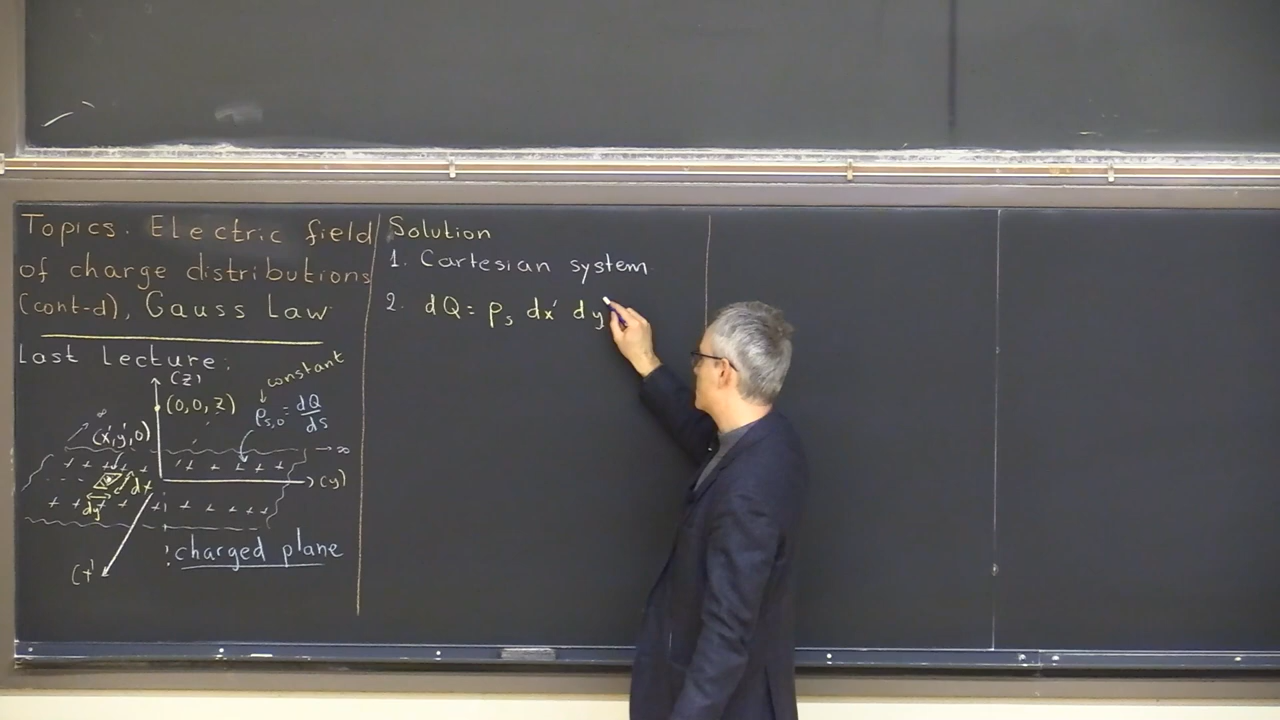 Topics. Electric field
of charge distributions
(cont-d), Gauss Law
Last Lecture:
(z)
constant
(0,0,z)
ρs,0 = dQ/ds
∞
(x',y',0)
→ ∞
+ + + + + + + + + + +
dx
(y)
dy
+ + + + + + + + + + +
charged plane
(x)
Solution
1. Cartesian system
2. dQ = ρs dx' dy